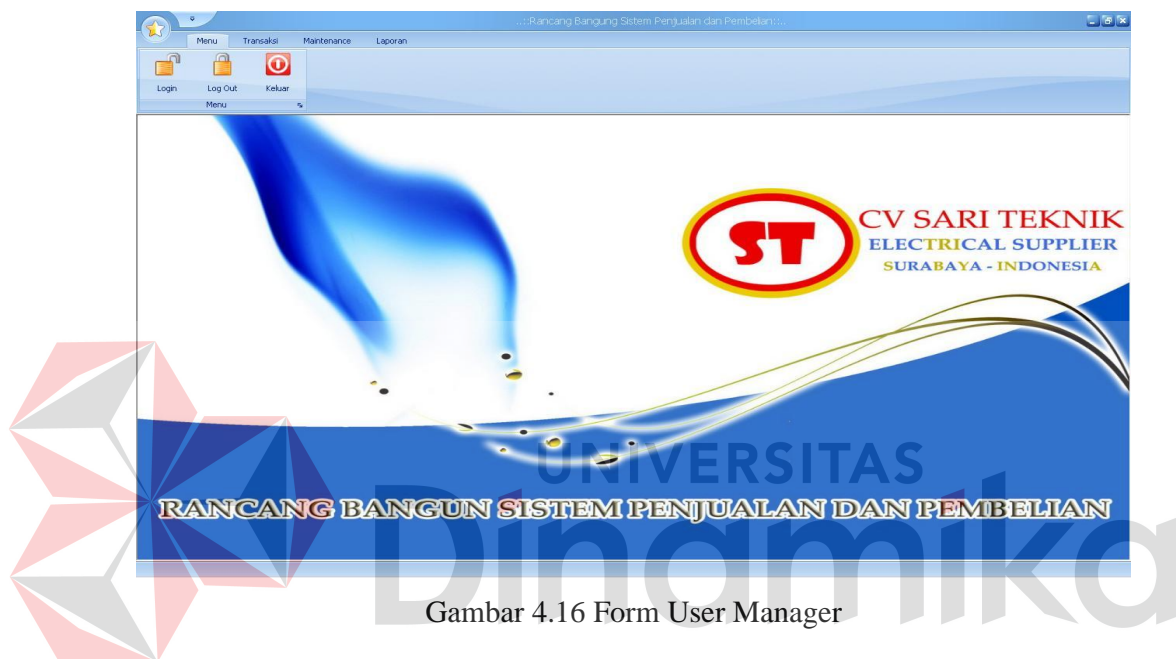 ..::Rancang Bangung Sistem Penjualan dan Pembelian::..
Menu Transaksi Maintenance Laporan
Login Log Out Keluar
Menu
ST
CV SARI TEKNIK
ELECTRICAL SUPPLIER
SURABAYA - INDONESIA
UNIVERSITAS
RANCANG BANGUN SISTEM PENJUALAN DAN PEMBELIAN
Dinamika
Gambar 4.16 Form User Manager